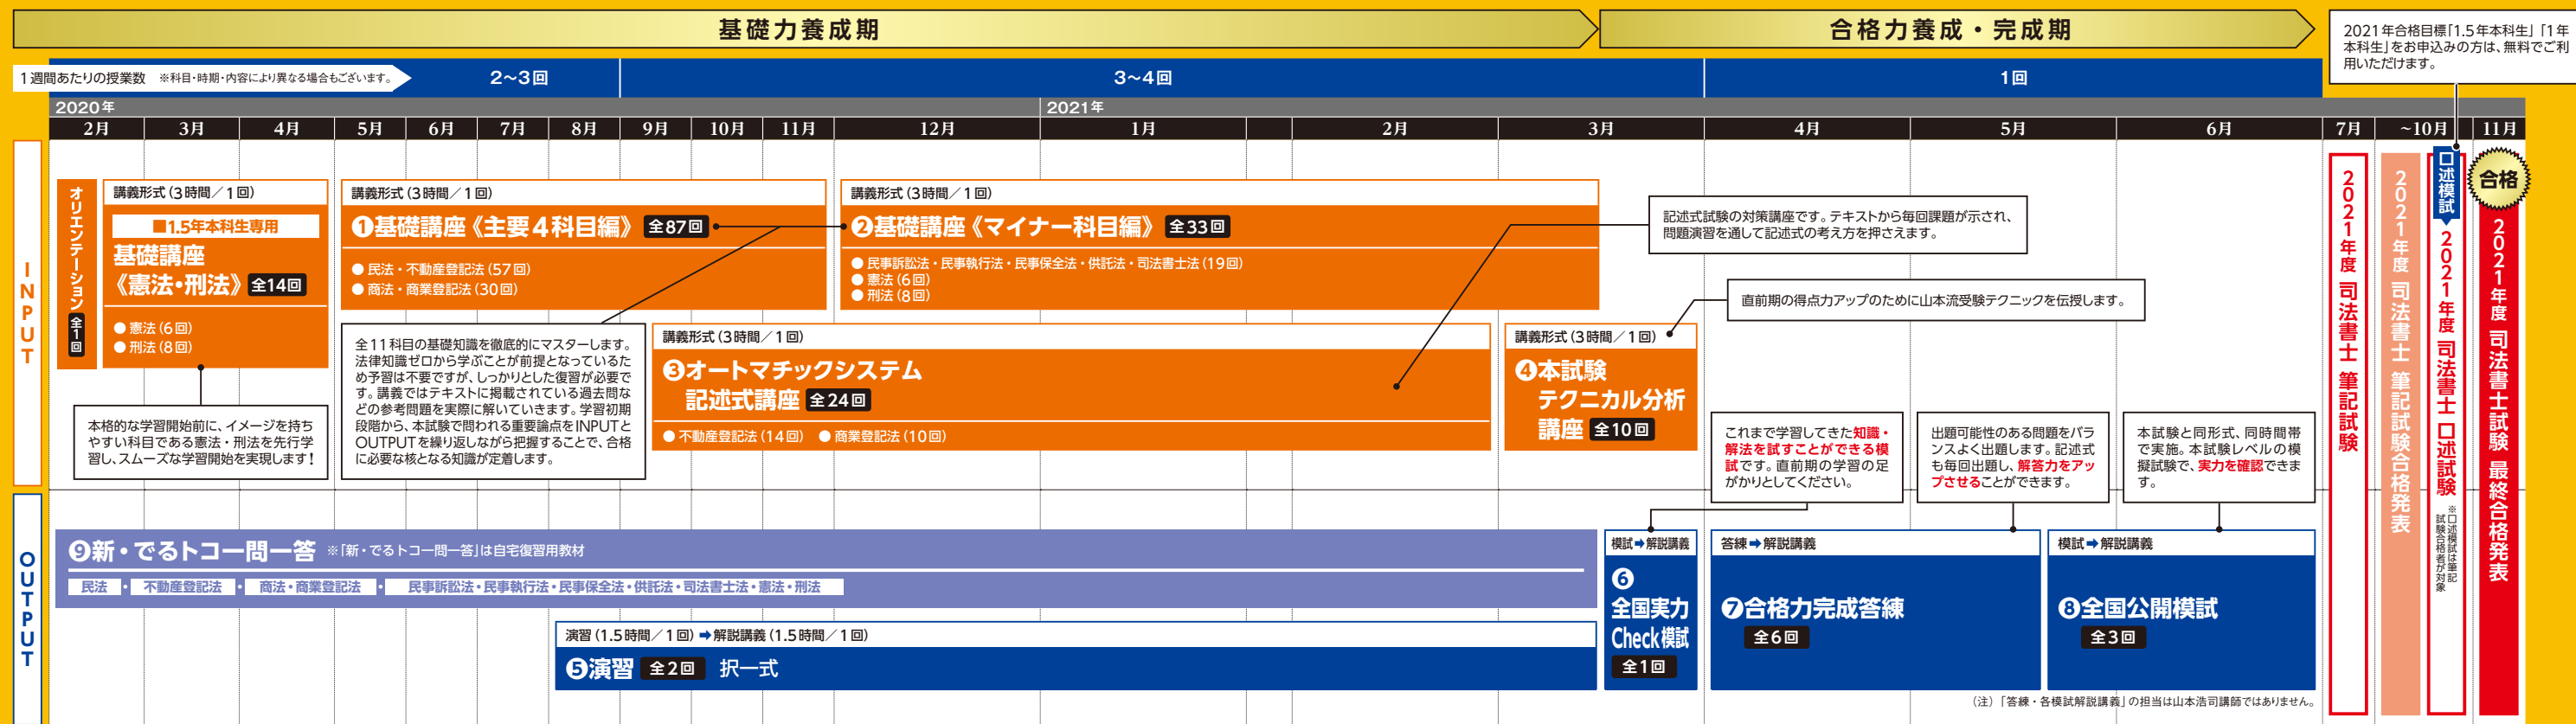 基礎力養成期
合格力養成・完成期
2021年合格目標「1.5年本科生」「1年
本科生」をお申込みの方は、無料でご利
用いただけます。
1週間あたりの授業数 ※科目・時期・内容により異なる場合もございます。
2〜3回
3〜4回
1回
2020年
2021年
2月 3月 4月 5月 6月 7月 8月 9月 10月 11月 12月 1月 2月 3月 4月 5月 6月 7月 ~10月 11月
INPUT
オリエンテーション 全1回
講義形式(3時間/1回)
■1.5年本科生専用
基礎講座
《憲法・刑法》 全14回
● 憲法(6回)
● 刑法(8回)
本格的な学習開始前に、イメージを持ち
やすい科目である憲法・刑法を先行学
習し、スムーズな学習開始を実現します!
講義形式(3時間/1回)
❶基礎講座《主要4科目編》 全87回
● 民法・不動産登記法(57回)
● 商法・商業登記法(30回)
全11科目の基礎知識を徹底的にマスターします。
法律知識ゼロから学ぶことが前提となっているた
め予習は不要ですが、しっかりとした復習が必要で
す。講義ではテキストに掲載されている過去問な
どの参考問題を実際に解いていきます。学習初期
段階から、本試験で問われる重要論点をINPUTと
OUTPUTを繰り返しながら把握することで、合格
に必要な核となる知識が定着します。
講義形式(3時間/1回)
❷基礎講座《マイナー科目編》 全33回
● 民事訴訟法・民事執行法・民事保全法・供託法・司法書士法(19回)
● 憲法(6回)
● 刑法(8回)
講義形式(3時間/1回)
❸オートマチックシステム
記述式講座 全24回
● 不動産登記法(14回) ● 商業登記法(10回)
記述式試験の対策講座です。テキストから毎回課題が示され、
問題演習を通して記述式の考え方を押さえます。
直前期の得点力アップのために山本流受験テクニックを伝授します。
講義形式(3時間/1回)
❹本試験
テクニカル分析
講座 全10回
これまで学習してきた知識・
解法を試すことができる模
試です。直前期の学習の足
がかりとしてください。
出題可能性のある問題をバラ
ンスよく出題します。記述式
も毎回出題し、解答力をアッ
プさせることができます。
本試験と同形式、同時間帯
で実施。本試験レベルの模
擬試験で、実力を確認できま
す。
OUTPUT
❾新・でるトコ一問一答 ※「新・でるトコ一問一答」は自宅復習用教材
民法・不動産登記法・商法・商業登記法・民事訴訟法・民事執行法・民事保全法・供託法・司法書士法・憲法・刑法
演習(1.5時間/1回)➡解説講義(1.5時間/1回)
❺演習 全2回 択一式
模試➡解説講義
❻
全国実力
Check模試
全1回
答練➡解説講義
❼合格力完成答練
全6回
模試➡解説講義
❽全国公開模試
全3回
(注)「答練・各模試解説講義」の担当は山本浩司講師ではありません。
2021年度 司法書士 筆記試験
2021年度 司法書士 筆記試験合格発表
口述模試
2021年度 司法書士 口述試験
※口述模試は筆記
試験合格者が対象
合格
2021年度 司法書士試験 最終合格発表